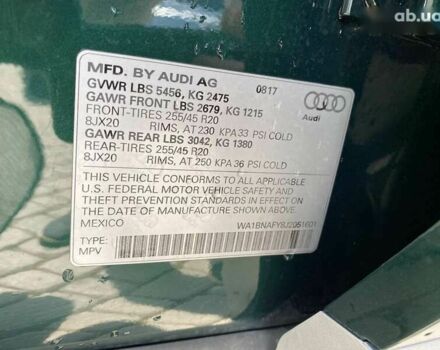 ab.ua
MFD. BY AUDI AG 0817
GVWR LBS 5456, KG 2475
GAWR FRONT LBS 2679, KG 1215
FRONT-TIRES 255/45 R20
8JX20 RIMS, AT 230 KPA 33 PSI COLD
GAWR REAR LBS 3042, KG 1380
REAR-TIRES 255/45 R20
8JX20 RIMS, AT 250 KPA 36 PSI COLD
Audi
THIS VEHICLE CONFORMS TO ALL APPLICABLE
U.S. FEDERAL MOTOR VEHICLE SAFETY AND
THEFT PREVENTION STANDARDS IN EFFECT ON
THE DATE OF MANUFACTURE SHOWN ABOVE.
MEXICO WA1BNAFY8J2051601
TYPE:
MPV